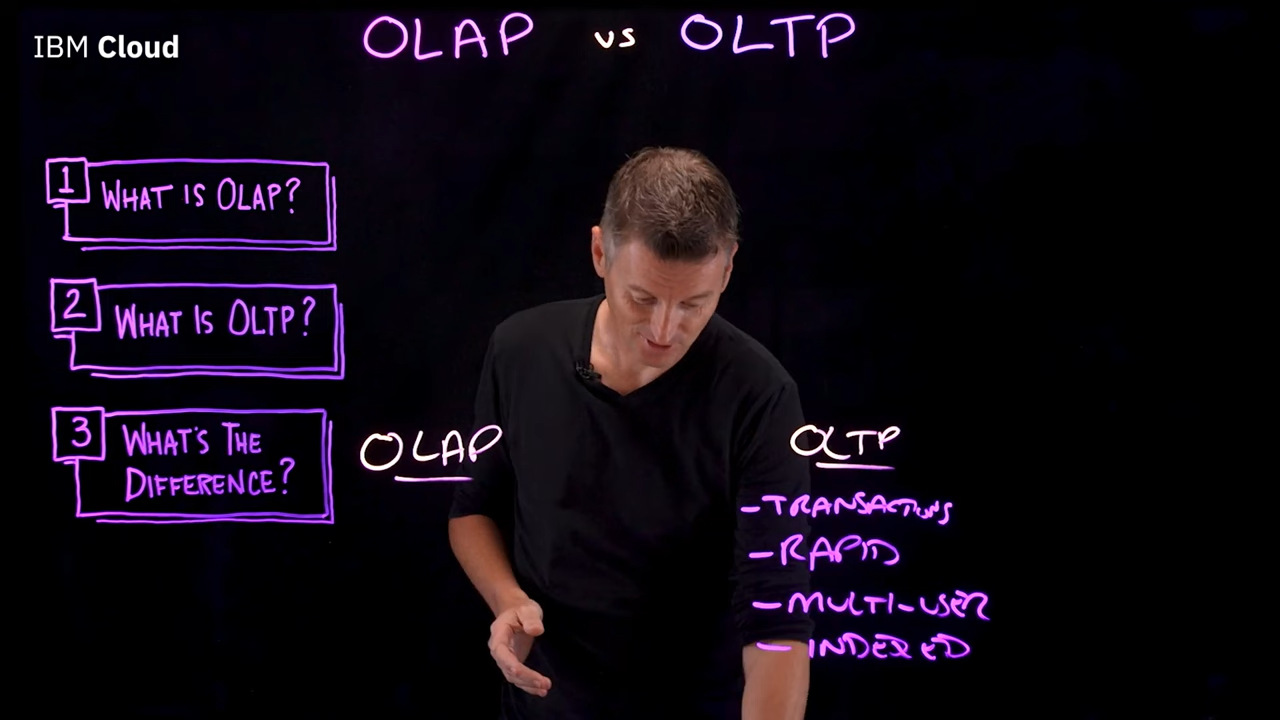 IBM Cloud
OLAP vs OLTP
1
WHAT IS OLAP?
2
WHAT IS OLTP?
3
WHAT'S THE
DIFFERENCE?
OLAP
OLTP
- TRANSACTIONS
- RAPID
- MULTI-USER
- INDEXED